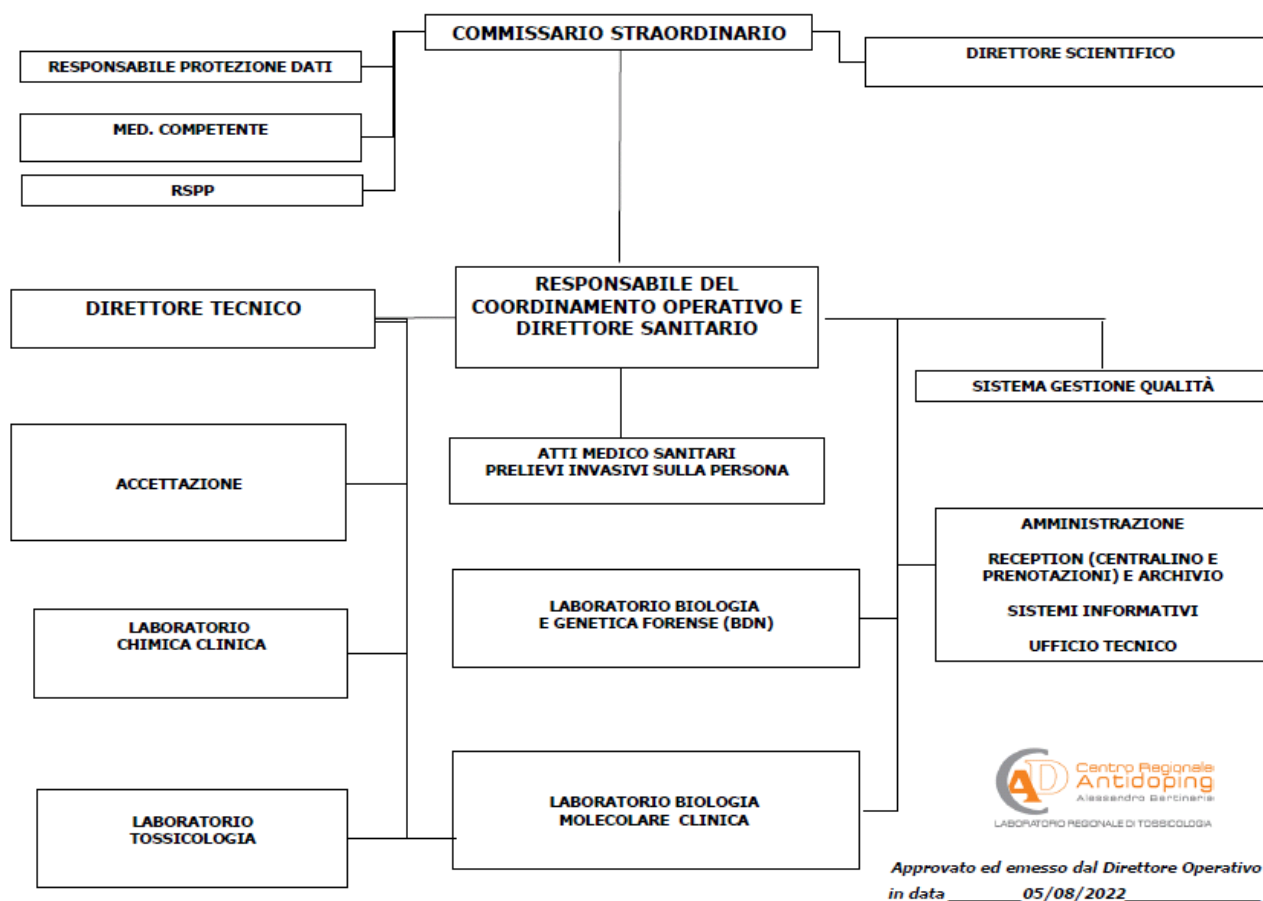 COMMISSARIO STRAORDINARIO
DIRETTORE SCIENTIFICO
RESPONSABILE PROTEZIONE DATI
MED. COMPETENTE
RSPP
RESPONSABILE DEL
COORDINAMENTO OPERATIVO E
DIRETTORE SANITARIO
DIRETTORE TECNICO
SISTEMA GESTIONE QUALITÀ
ATTI MEDICO SANITARI
PRELIEVI INVASIVI SULLA PERSONA
ACCETTAZIONE
AMMINISTRAZIONE
RECEPTION (CENTRALINO E
PRENOTAZIONI) E ARCHIVIO
SISTEMI INFORMATIVI
UFFICIO TECNICO
LABORATORIO BIOLOGIA
E GENETICA FORENSE (BDN)
LABORATORIO
CHIMICA CLINICA
LABORATORIO BIOLOGIA
MOLECOLARE CLINICA
LABORATORIO
TOSSICOLOGIA
CAD Centro Regionale
Antidoping
Alessandro Bertinaria
LABORATORIO REGIONALE DI TOSSICOLOGIA
Approvato ed emesso dal Direttore Operativo
in data ________05/08/2022______________